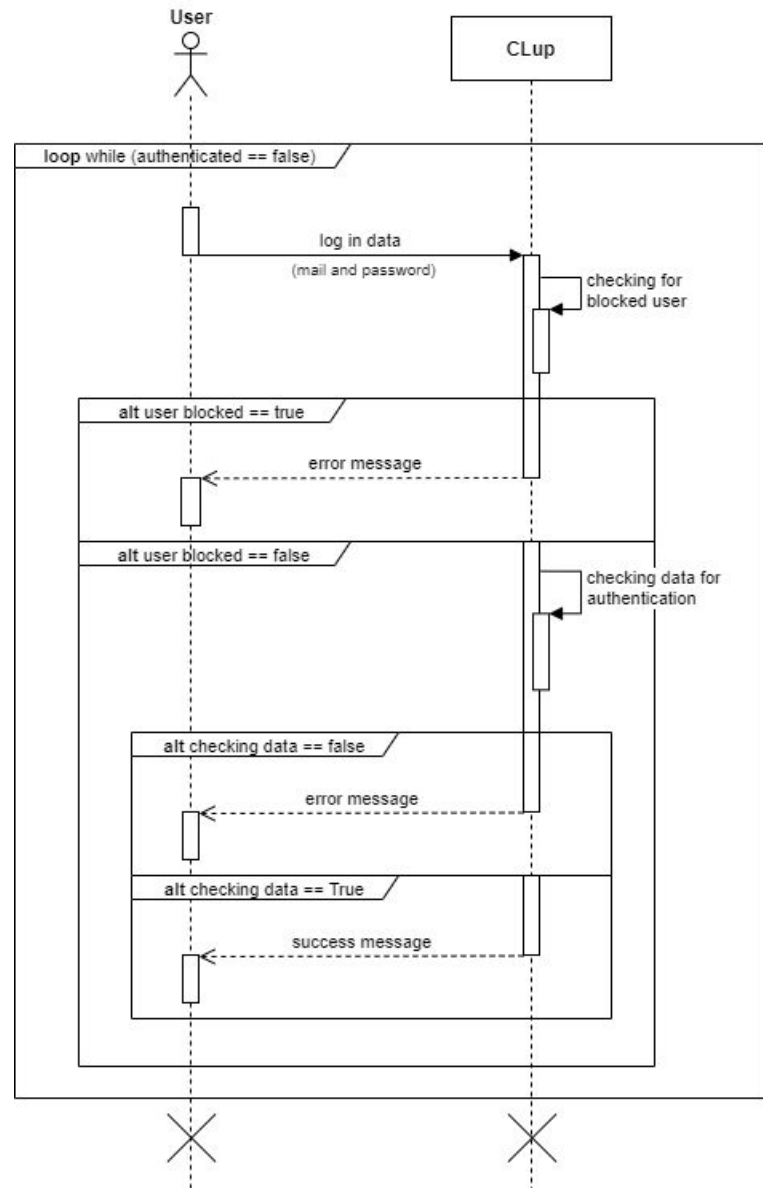 User
CLup
loop while (authenticated == false)
log in data
(mail and password)
checking for
blocked user
alt user blocked == true
error message
alt user blocked == false
checking data for
authentication
alt checking data == false
error message
alt checking data == True
success message